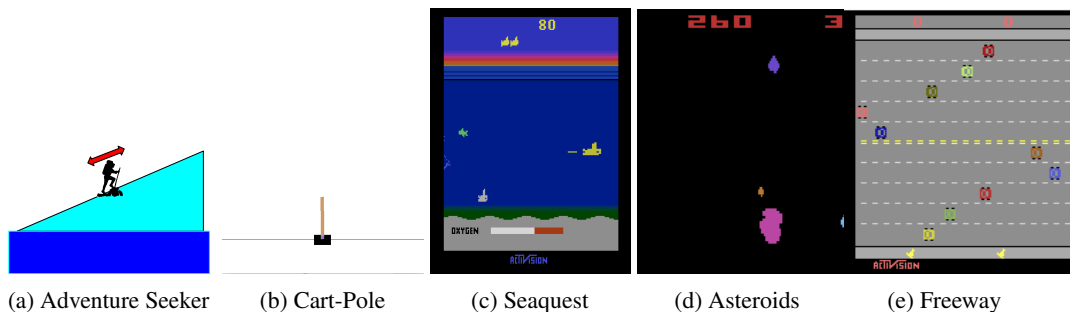 80
OXYGEN
ACTIVISION
260 3
0 0
ACTIVISION
(a) Adventure Seeker
(b) Cart-Pole
(c) Seaquest
(d) Asteroids
(e) Freeway